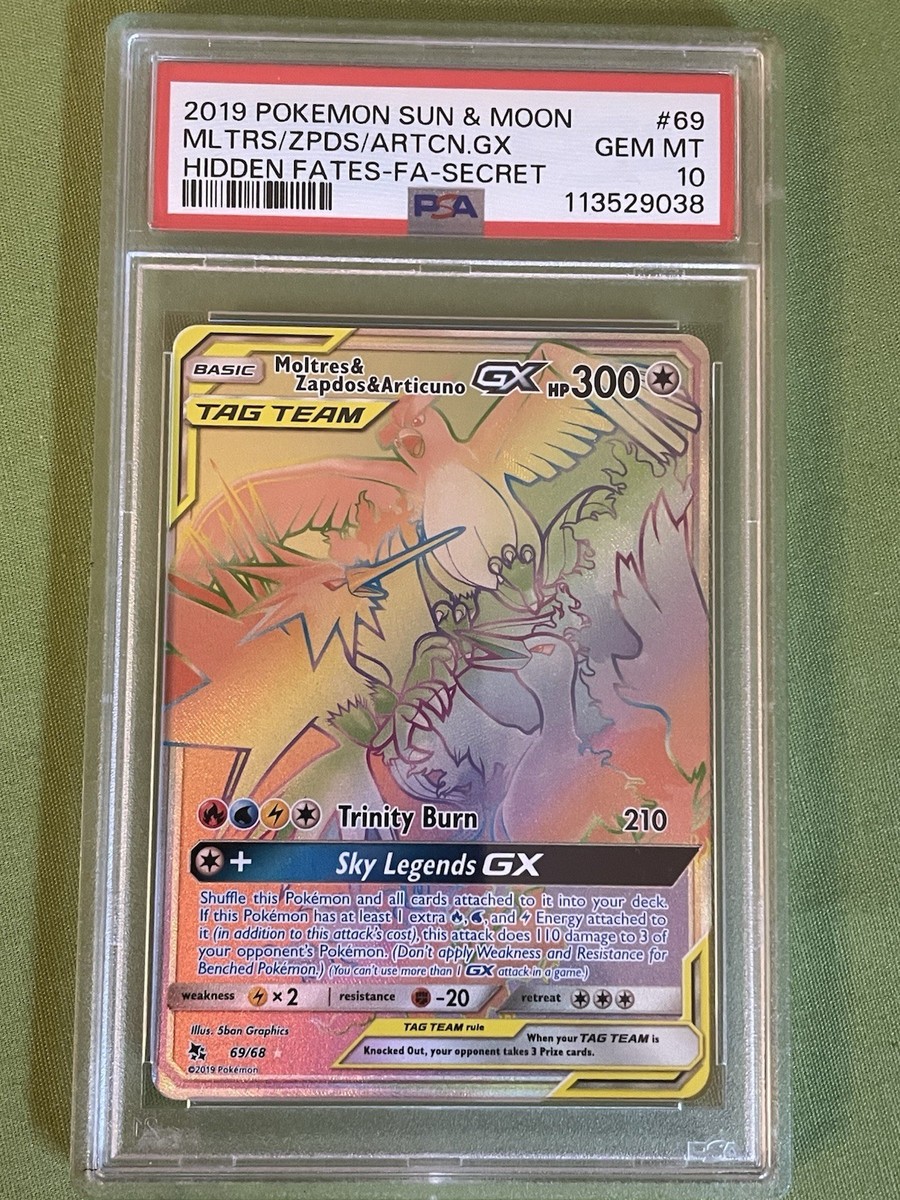 2019 POKEMON SUN & MOON #69
MLTRS/ZPDS/ARTCN.GX GEM MT
HIDDEN FATES-FA-SECRET 10
PSA 113529038
BASIC Moltres& Zapdos&Articuno GX HP300
TAG TEAM
Trinity Burn 210
+ Sky Legends GX
Shuffle this Pokémon and all cards attached to it into your deck.
If this Pokémon has at least 1 extra , , and Energy attached to
it (in addition to this attack's cost), this attack does 110 damage to 3 of
your opponent's Pokémon. (Don't apply Weakness and Resistance for
Benched Pokémon.) (You can't use more than 1 GX attack in a game.)
weakness ×2 resistance -20 retreat
Illus. 5ban Graphics
69/68
©2019 Pokémon
TAG TEAM rule
When your TAG TEAM is
Knocked Out, your opponent takes 3 Prize cards.